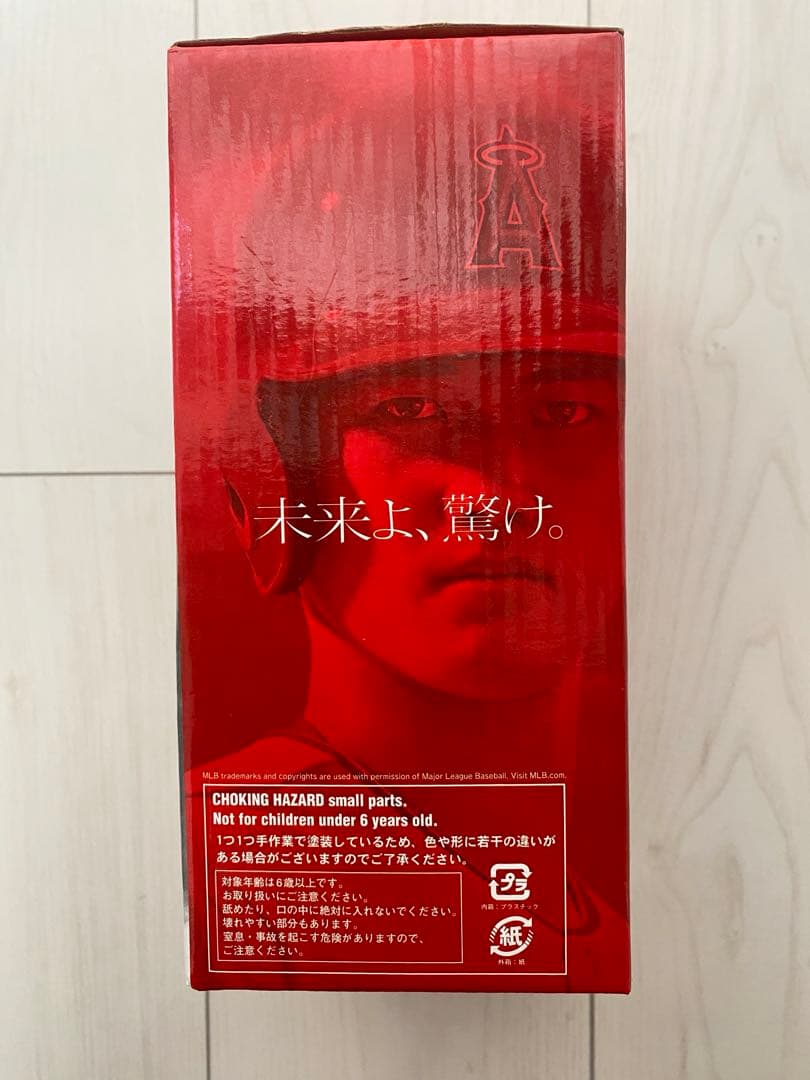 A
未来よ、驚け。
MLB trademarks and copyrights are used with permission of Major League Baseball. Visit MLB.com.
CHOKING HAZARD small parts.
Not for children under 6 years old.
1つ1つ手作業で塗装しているため、色や形に若干の違いが
ある場合がございますのでご了承ください。
対象年齢は6歳以上です。
お取り扱いにご注意ください。
舐めたり、口の中に絶対に入れないでください。
壊れやすい部分もあります。
窒息・事故を起こす危険がありますので、
ご注意ください。
プラ
内箱：プラスチック
紙
外箱：紙